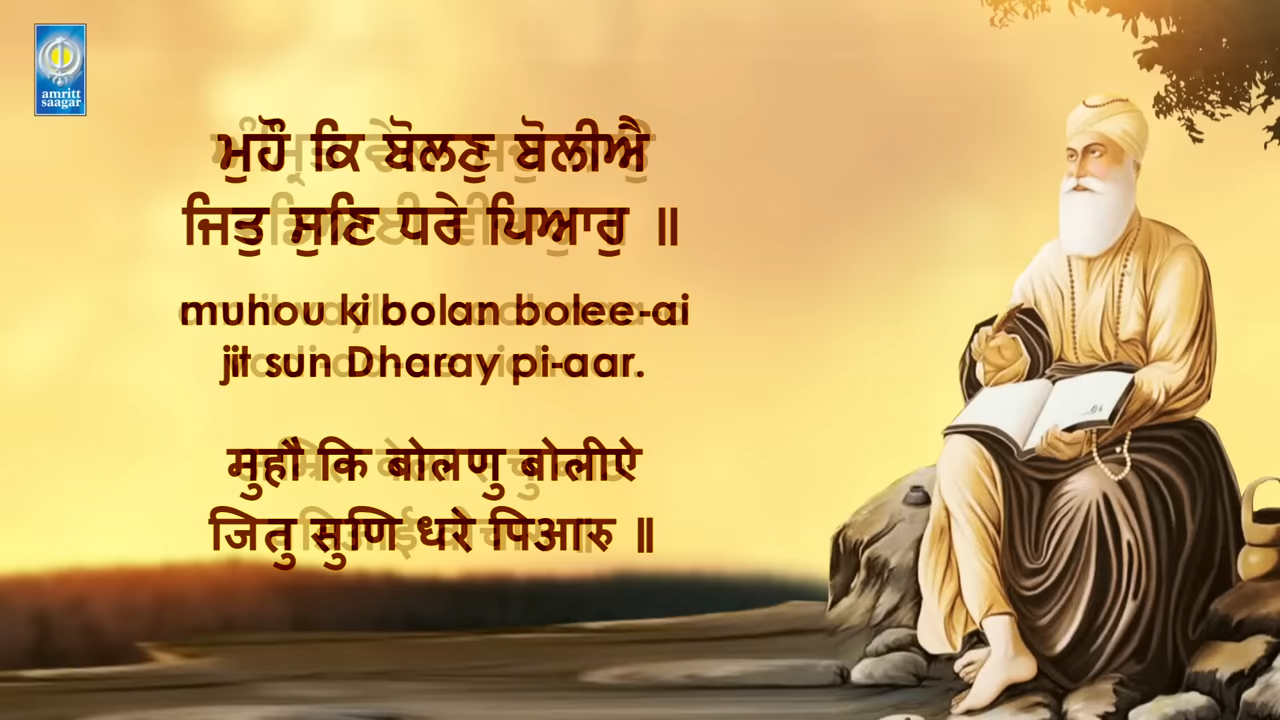 amritt
saagar
ਮੁਹੌ ਕਿ ਬੋਲਣੁ ਬੋਲੀਐ
ਜਿਤੁ ਸੁਣਿ ਧਰੇ ਪਿਆਰੁ ॥
muhou ki bolan bolee-ai
jit sun Dharay pi-aar.
मुहौ कि बोलणु बोलीऐ
जितु सुणि धरे पिआरु ॥